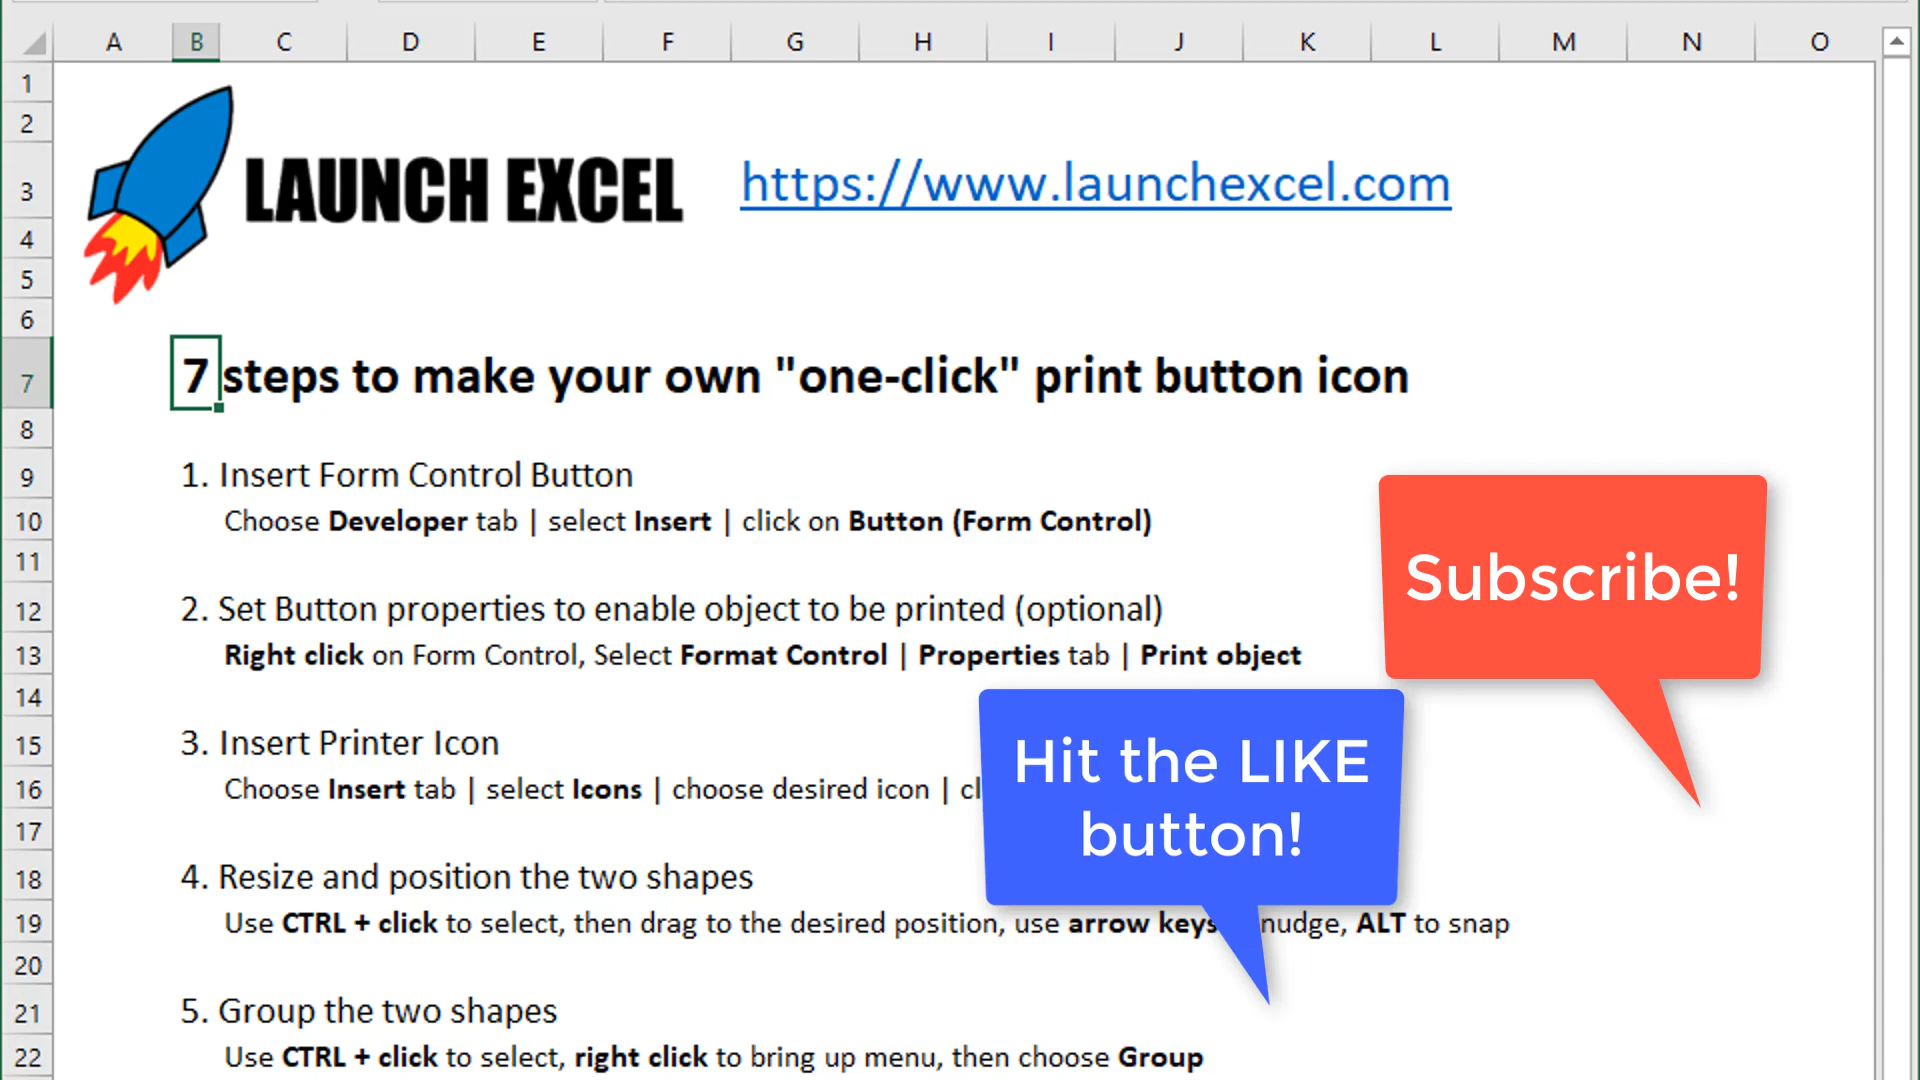 A B C D E F G H I J K L M N O
1
2
3 LAUNCH EXCEL https://www.launchexcel.com
4
5
6
7 7 steps to make your own "one-click" print button icon
8
9 1. Insert Form Control Button
10 Choose Developer tab | select Insert | click on Button (Form Control)
11
Subscribe!
12 2. Set Button properties to enable object to be printed (optional)
13 Right click on Form Control, Select Format Control | Properties tab | Print object
14
15 3. Insert Printer Icon
16 Choose Insert tab | select Icons | choose desired icon |
Hit the LIKE
button!
17
18 4. Resize and position the two shapes
19 Use CTRL + click to select, then drag to the desired position, use arrow keys nudge, ALT to snap
20
21 5. Group the two shapes
22 Use CTRL + click to select, right click to bring up menu, then choose Group